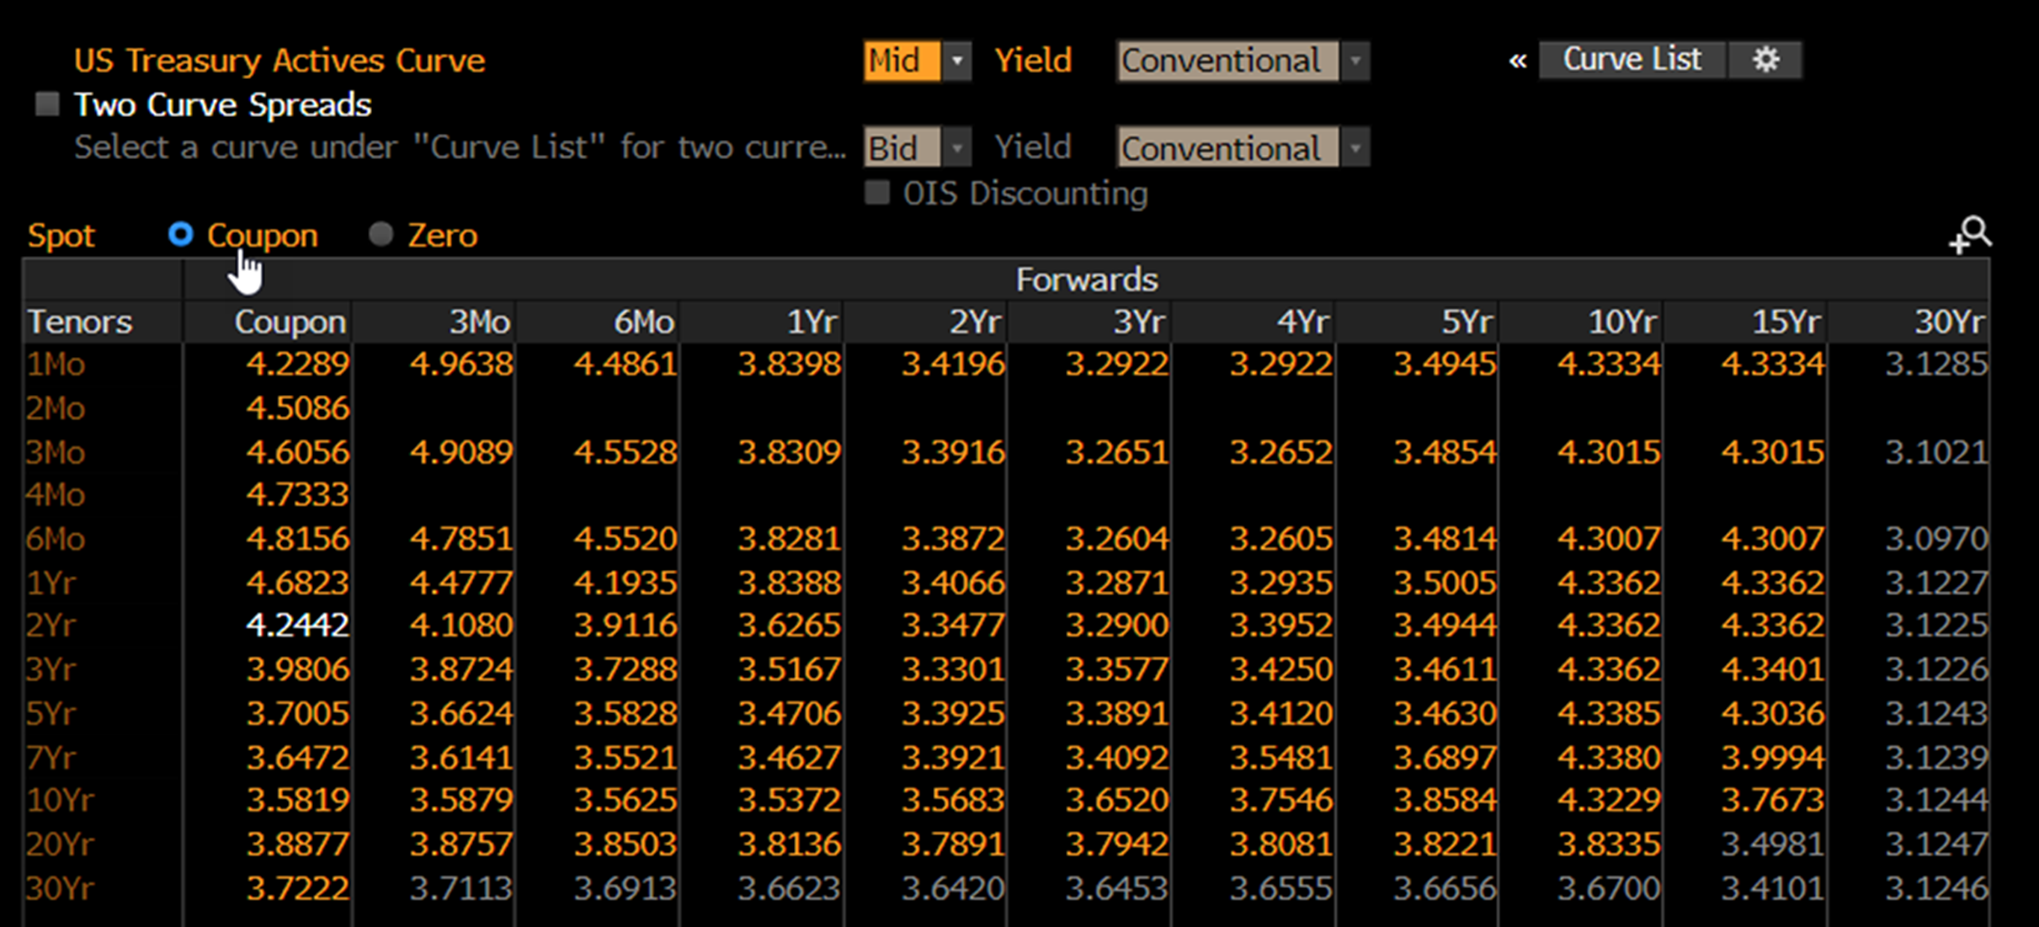 US Treasury Actives Curve Mid Yield Conventional « Curve List
Two Curve Spreads
Select a curve under "Curve List" for two curre... Bid Yield Conventional
OIS Discounting
Spot Coupon Zero
Forwards
Tenors Coupon 3Mo 6Mo 1Yr 2Yr 3Yr 4Yr 5Yr 10Yr 15Yr 30Yr
1Mo 4.2289 4.9638 4.4861 3.8398 3.4196 3.2922 3.2922 3.4945 4.3334 4.3334 3.1285
2Mo 4.5086
3Mo 4.6056 4.9089 4.5528 3.8309 3.3916 3.2651 3.2652 3.4854 4.3015 4.3015 3.1021
4Mo 4.7333
6Mo 4.8156 4.7851 4.5520 3.8281 3.3872 3.2604 3.2605 3.4814 4.3007 4.3007 3.0970
1Yr 4.6823 4.4777 4.1935 3.8388 3.4066 3.2871 3.2935 3.5005 4.3362 4.3362 3.1227
2Yr 4.2442 4.1080 3.9116 3.6265 3.3477 3.2900 3.3952 3.4944 4.3362 4.3362 3.1225
3Yr 3.9806 3.8724 3.7288 3.5167 3.3301 3.3577 3.4250 3.4611 4.3362 4.3401 3.1226
5Yr 3.7005 3.6624 3.5828 3.4706 3.3925 3.3891 3.4120 3.4630 4.3385 4.3036 3.1243
7Yr 3.6472 3.6141 3.5521 3.4627 3.3921 3.4092 3.5481 3.6897 4.3380 3.9994 3.1239
10Yr 3.5819 3.5879 3.5625 3.5372 3.5683 3.6520 3.7546 3.8584 4.3229 3.7673 3.1244
20Yr 3.8877 3.8757 3.8503 3.8136 3.7891 3.7942 3.8081 3.8221 3.8335 3.4981 3.1247
30Yr 3.7222 3.7113 3.6913 3.6623 3.6420 3.6453 3.6555 3.6656 3.6700 3.4101 3.1246